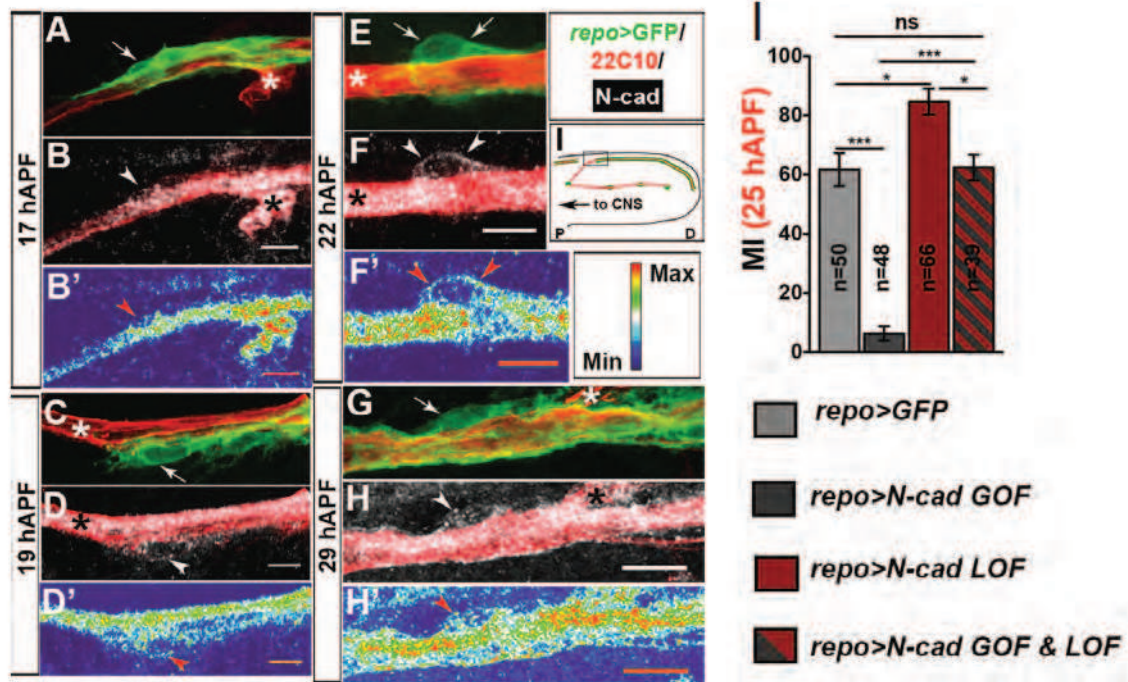 A
E
repo>GFP/
22C10/
N-cad
B
F
I
to CNS
P D
17 hAPF
22 hAPF
B'
F'
Max
Min
C
G
D
H
19 hAPF
29 hAPF
D'
H'
I
ns
***
* *
***
100
80
60
40
20
0
MI (25 hAPF)
n=50
n=48
n=66
n=39
repo>GFP
repo>N-cad GOF
repo>N-cad LOF
repo>N-cad GOF & LOF